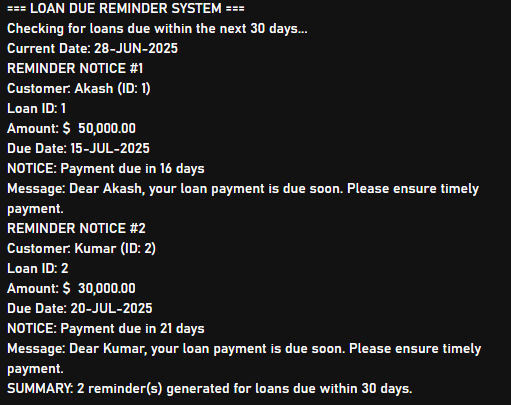 === LOAN DUE REMINDER SYSTEM ===
Checking for loans due within the next 30 days...
Current Date: 28-JUN-2025
REMINDER NOTICE #1
Customer: Akash (ID: 1)
Loan ID: 1
Amount: $  50,000.00
Due Date: 15-JUL-2025
NOTICE: Payment due in 16 days
Message: Dear Akash, your loan payment is due soon. Please ensure timely
payment.
REMINDER NOTICE #2
Customer: Kumar (ID: 2)
Loan ID: 2
Amount: $  30,000.00
Due Date: 20-JUL-2025
NOTICE: Payment due in 21 days
Message: Dear Kumar, your loan payment is due soon. Please ensure timely
payment.
SUMMARY: 2 reminder(s) generated for loans due within 30 days.